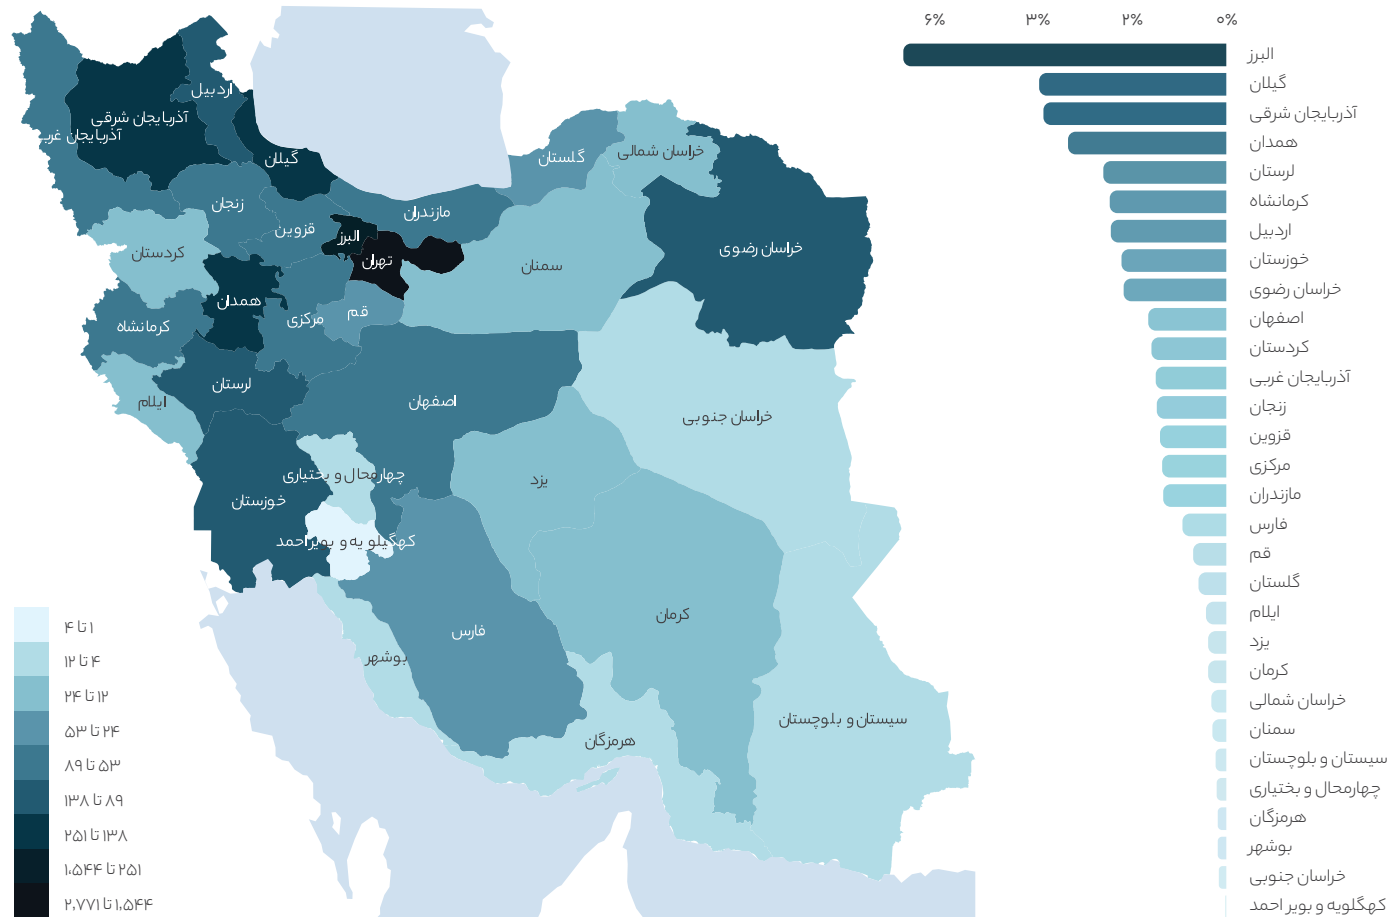 ۶%
۳%
۲%
۰%
البرز
گیلان
آذربایجان شرقی
همدان
لرستان
کرمانشاه
اردبیل
خوزستان
خراسان رضوی
اصفهان
کردستان
آذربایجان غربی
زنجان
قزوین
مرکزی
مازندران
فارس
قم
گلستان
ایلام
یزد
کرمان
خراسان شمالی
سمنان
سیستان و بلوچستان
چهارمحال و بختیاری
هرمزگان
بوشهر
خراسان جنوبی
کهگلویه و بویر احمد
اردبیل
آذربایجان شرقی
آذربایجان غربی
گیلان
گلستان
خراسان شمالی
زنجان
مازندران
قزوین
البرز
خراسان رضوی
کردستان
تهران
سمنان
همدان
قم
مرکزی
کرمانشاه
لرستان
ایلام
اصفهان
خراسان جنوبی
چهارمحال و بختیاری
یزد
خوزستان
کهگیلو یه و بویر احمد
کرمان
فارس
بوشهر
سیستان و بلوچستان
هرمزگان
۱ تا ۴
۴ تا ۱۲
۱۲ تا ۲۴
۲۴ تا ۵۳
۵۳ تا ۸۹
۸۹ تا ۱۳۸
۱۳۸ تا ۲۵۱
۲۵۱ تا ۱،۵۴۴
۱,۵۴۴ تا ۲,۷۷۱